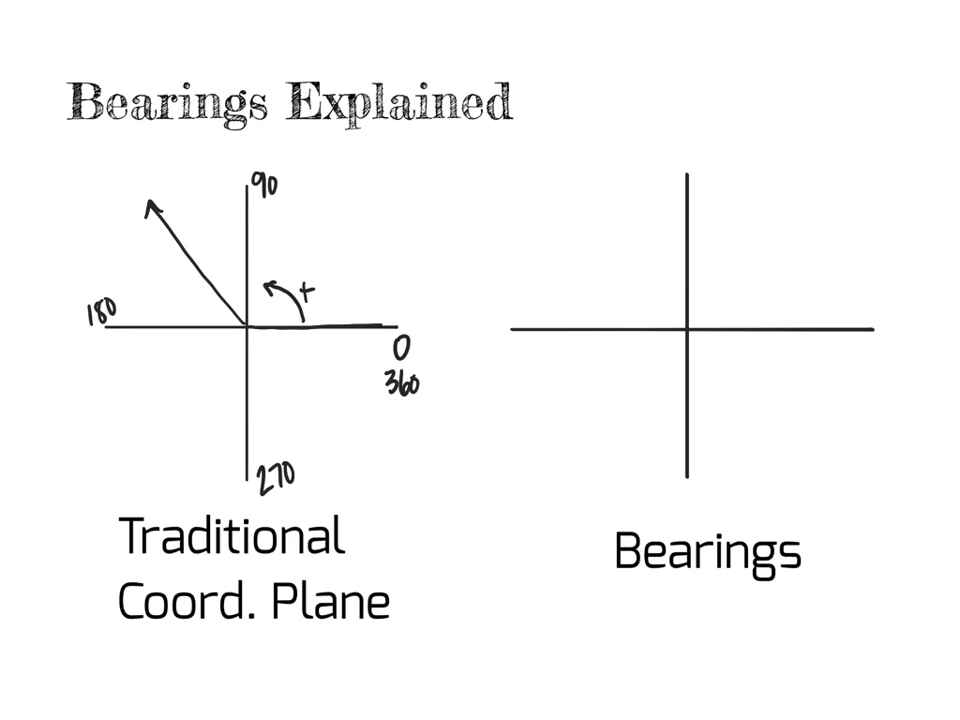 Bearings Explained
90
+
180
0
360
270
Traditional
Coord. Plane
Bearings